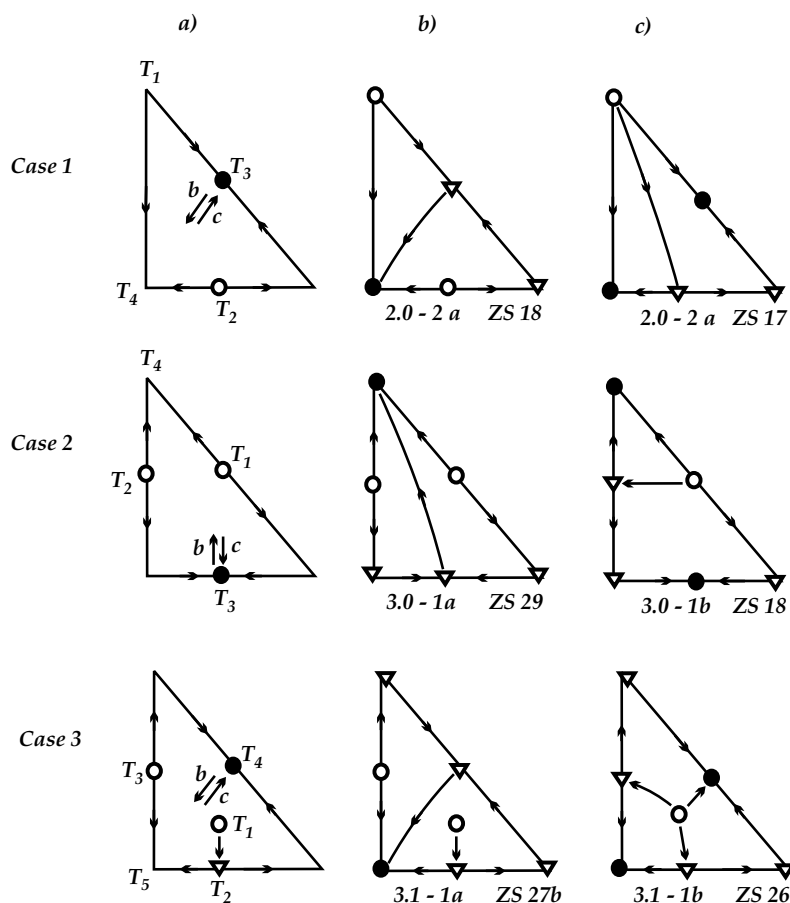 a) b) c)
Case 1
T1
T3
b
c
T4
T2
2.0 - 2 a ZS 18
2.0 - 2 a ZS 17
Case 2
T4
T1
T2
b c
T3
3.0 - 1a ZS 29
3.0 - 1b ZS 18
Case 3
T3
T4
b
c
T1
T5
T2
3.1 - 1a ZS 27b
3.1 - 1b ZS 26